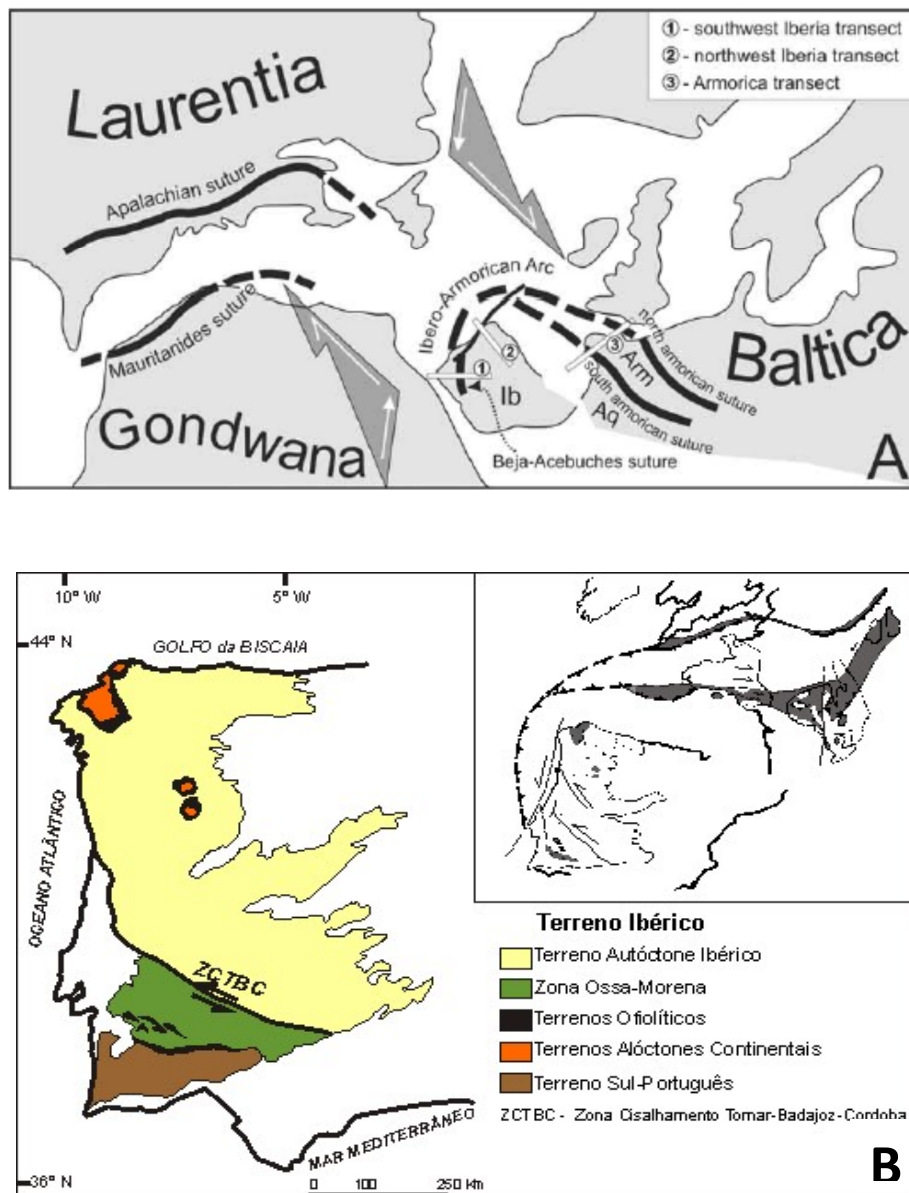 ① - southwest Iberia transect
② - northwest Iberia transect
③ - Armorica transect
Laurentia
Apalachian suture
Mauritanides suture
Gondwana
Ibero-Armorican Arc
①
②
③
Ib
Arm
Aq
north armorican suture
south armorican suture
Beja-Acebuches suture
Baltica
A
10° W
5° W
44° N
GOLFO da BISCAIA
OCEANO ATLÂNTICO
ZCTBC
MAR MEDITERRÂNEO
36° N
0 100 250 km
Terreno Ibérico
Terreno Autóctone Ibérico
Zona Ossa-Morena
Terrenos Ofiolíticos
Terrenos Alóctones Continentais
Terreno Sul-Português
ZCTBC - Zona Cisalhamento Tomar-Badajoz-Cordoba
B